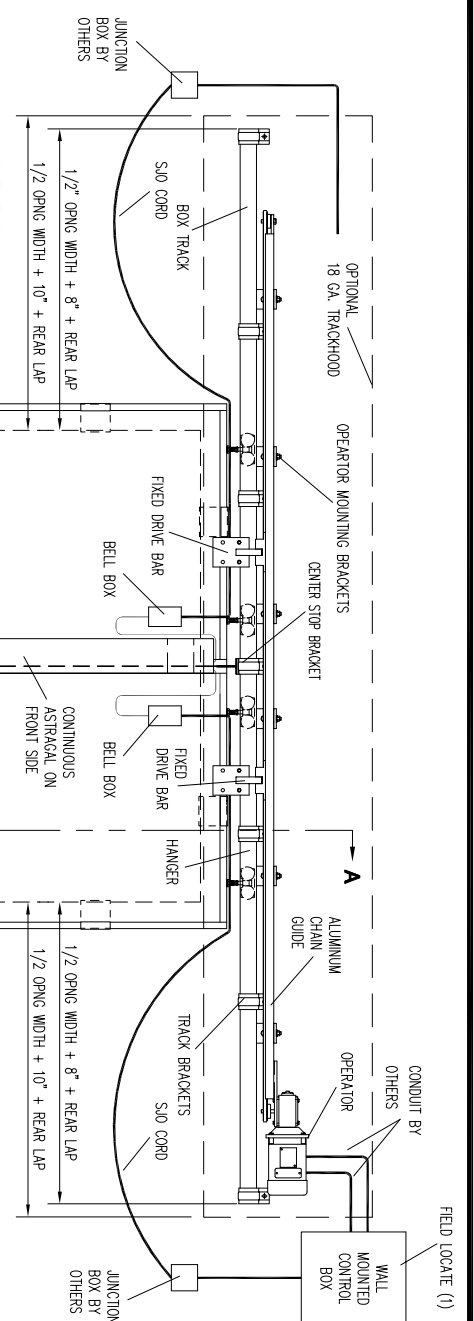 JUNCTION
BOX BY
OTHERS
1/2" OPNG WIDTH + 8" + REAR LAP
1/2 OPNG WIDTH + 10" + REAR LAP
SJO CORD
BOX TRACK
OPTIONAL
18 GA. TRACKHOOD
OPEARTOR MOUNTING BRACKETS
FIXED DRIVE BAR
BELL BOX
CENTER STOP BRACKET
CONTINUOUS
ASTRAGAL ON
FRONT SIDE
BELL BOX
FIXED
DRIVE BAR
HANGER
A
ALUMINUM
CHAIN
GUIDE
TRACK BRACKETS
OPERATOR
CONDUIT BY
OTHERS
FIELD LOCATE (1)
WALL
MOUNTED
CONTROL
BOX
SJO CORD
1/2 OPNG WIDTH + 8" + REAR LAP
1/2 OPNG WIDTH + 10" + REAR LAP
JUNCTION
BOX BY
OTHERS